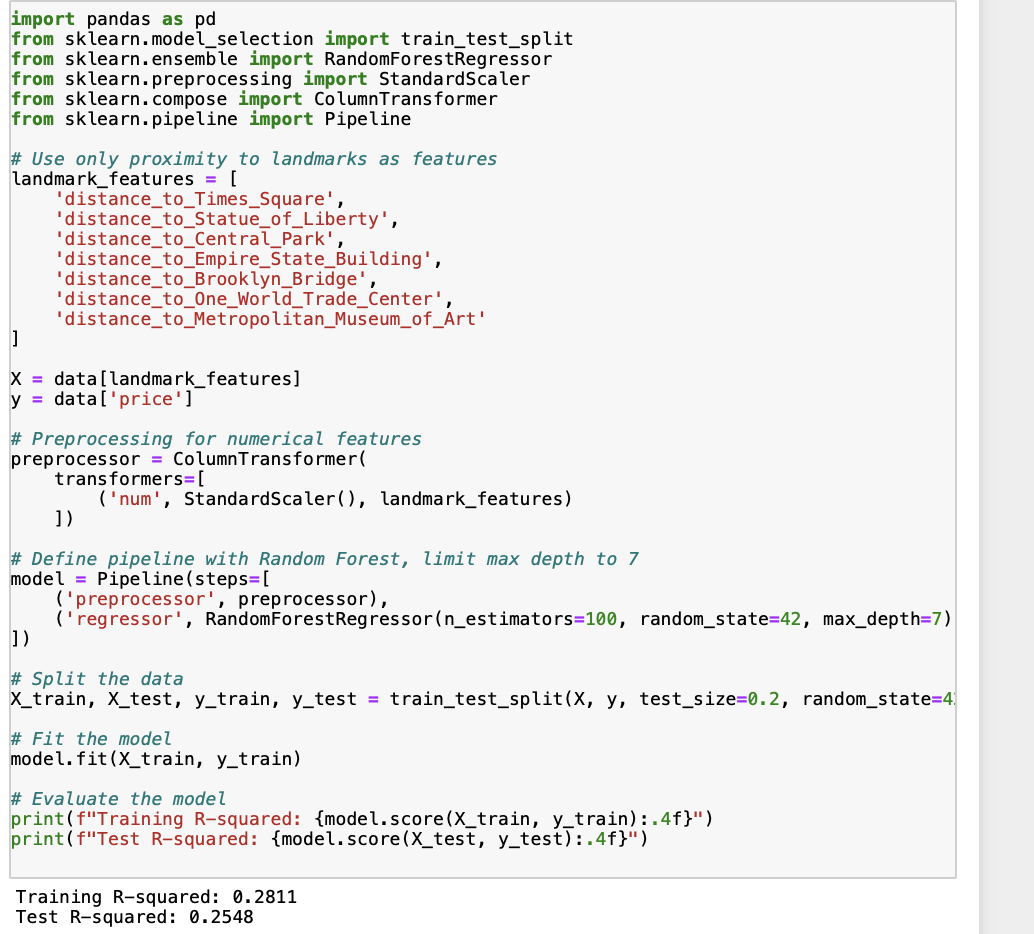 import pandas as pd
from sklearn.model_selection import train_test_split
from sklearn.ensemble import RandomForestRegressor
from sklearn.preprocessing import StandardScaler
from sklearn.compose import ColumnTransformer
from sklearn.pipeline import Pipeline

# Use only proximity to landmarks as features
landmark_features = [
    'distance_to_Times_Square',
    'distance_to_Statue_of_Liberty',
    'distance_to_Central_Park',
    'distance_to_Empire_State_Building',
    'distance_to_Brooklyn_Bridge',
    'distance_to_One_World_Trade_Center',
    'distance_to_Metropolitan_Museum_of_Art'
]

X = data[landmark_features]
y = data['price']

# Preprocessing for numerical features
preprocessor = ColumnTransformer(
    transformers=[
        ('num', StandardScaler(), landmark_features)
    ])

# Define pipeline with Random Forest, limit max depth to 7
model = Pipeline(steps=[
    ('preprocessor', preprocessor),
    ('regressor', RandomForestRegressor(n_estimators=100, random_state=42, max_depth=7)
])

# Split the data
X_train, X_test, y_train, y_test = train_test_split(X, y, test_size=0.2, random_state=4

# Fit the model
model.fit(X_train, y_train)

# Evaluate the model
print(f"Training R-squared: {model.score(X_train, y_train):.4f}")
print(f"Test R-squared: {model.score(X_test, y_test):.4f}")

Training R-squared: 0.2811
Test R-squared: 0.2548